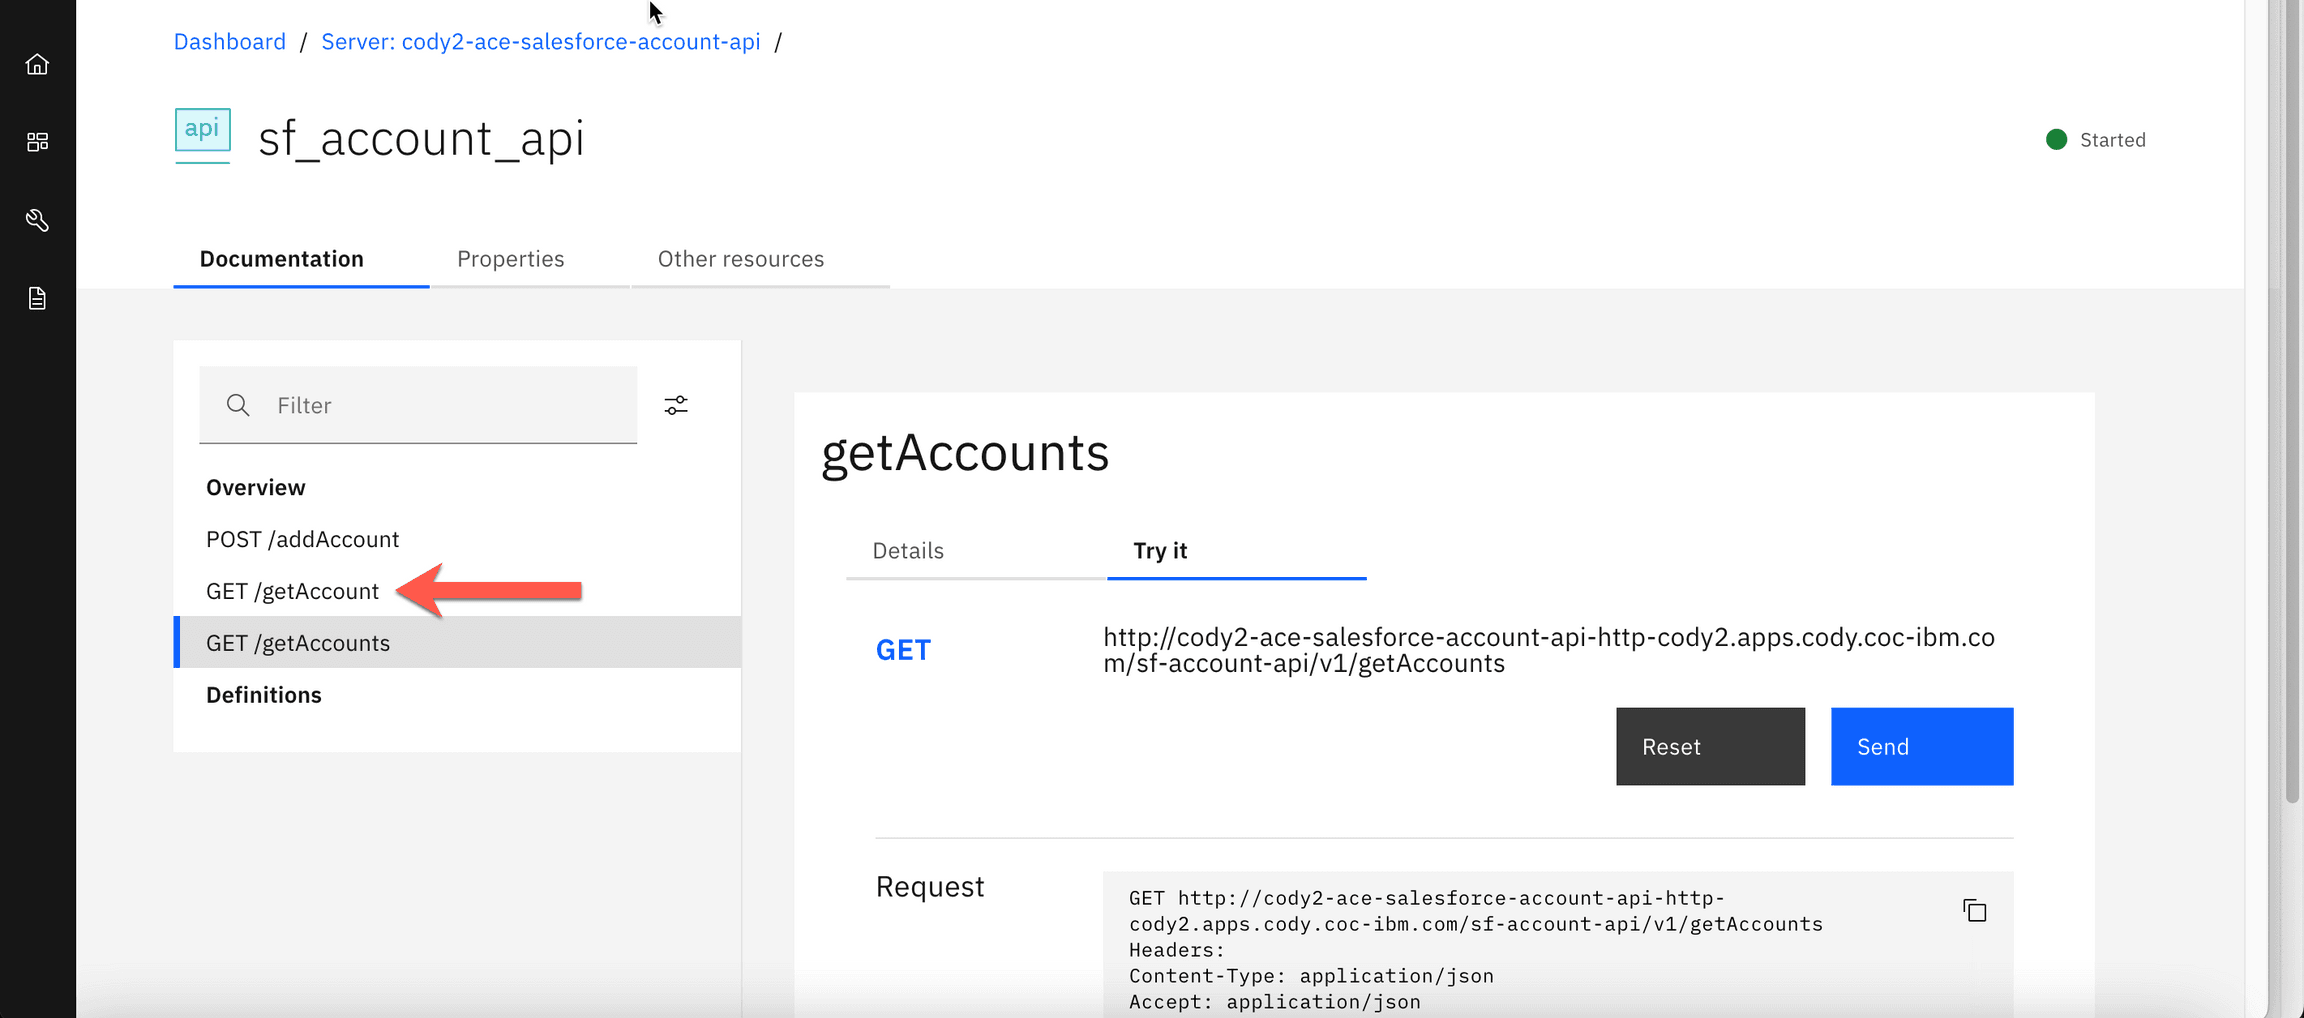 Dashboard / Server: cody2-ace-salesforce-account-api /
api
sf_account_api
Started
Documentation
Properties
Other resources
Filter
Overview
POST /addAccount
GET /getAccount
GET /getAccounts
Definitions
getAccounts
Details
Try it
GET
http://cody2-ace-salesforce-account-api-http-cody2.apps.cody.coc-ibm.co
m/sf-account-api/v1/getAccounts
Reset
Send
Request
GET http://cody2-ace-salesforce-account-api-http-
cody2.apps.cody.coc-ibm.com/sf-account-api/v1/getAccounts
Headers:
Content-Type: application/json
Accept: application/json